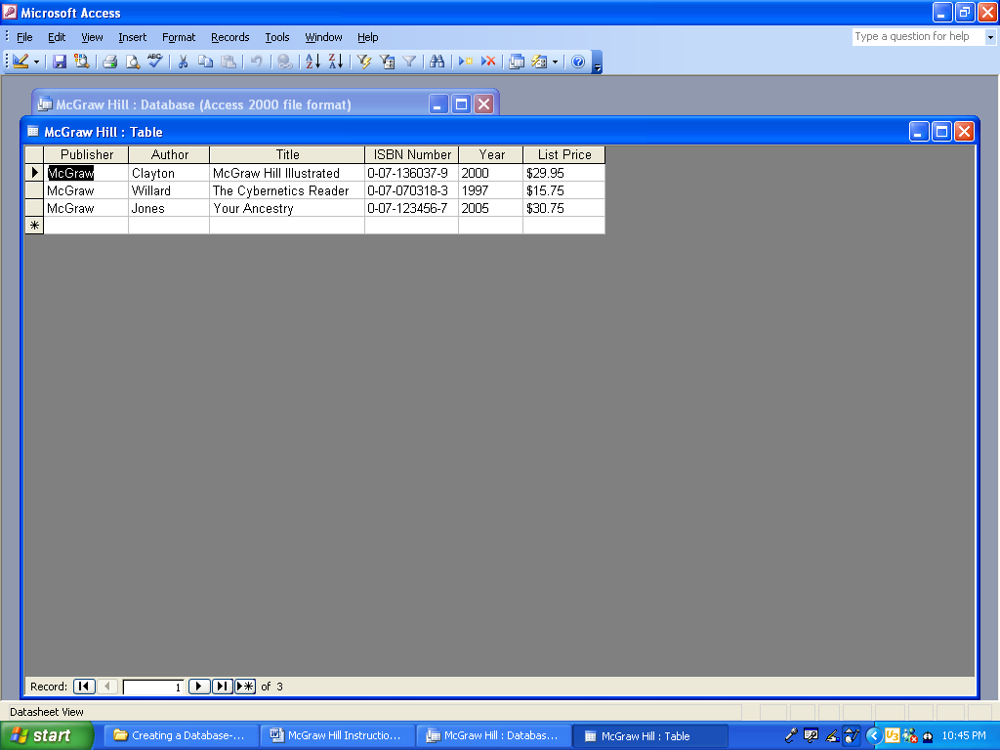 Microsoft Access
File Edit View Insert Format Records Tools Window Help Type a question for help
McGraw Hill : Database (Access 2000 file format)
McGraw Hill : Table
Publisher Author Title ISBN Number Year List Price
McGraw Clayton McGraw Hill Illustrated 0-07-136037-9 2000 $29.95
McGraw Willard The Cybernetics Reader 0-07-070318-3 1997 $15.75
McGraw Jones Your Ancestry 0-07-123456-7 2005 $30.75
Record: 1 of 3
Datasheet View
start Creating a Database-... McGraw Hill Instructio... McGraw Hill : Databas... McGraw Hill : Table U3 10:45 PM